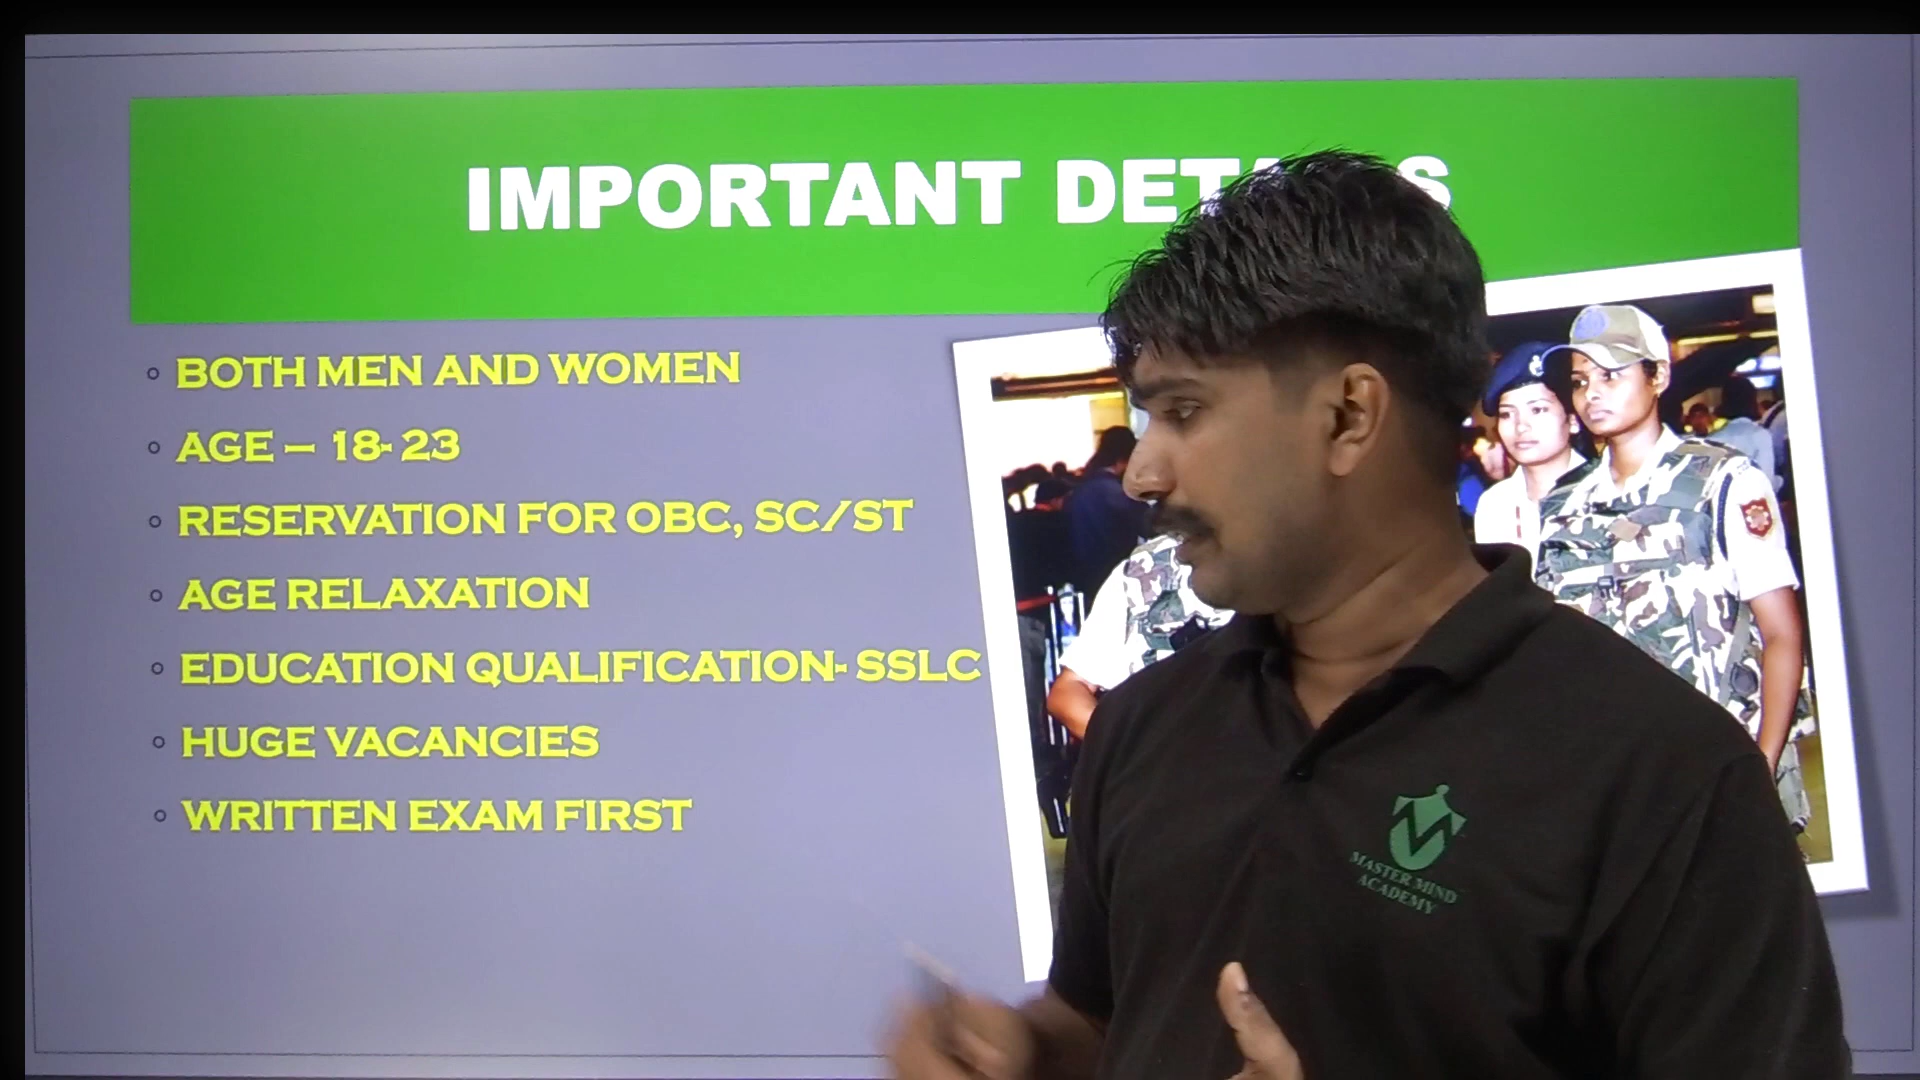 IMPORTANT DETAILS
BOTH MEN AND WOMEN
AGE – 18- 23
RESERVATION FOR OBC, SC/ST
AGE RELAXATION
EDUCATION QUALIFICATION- SSLC
HUGE VACANCIES
WRITTEN EXAM FIRST
MASTER MIND
ACADEMY